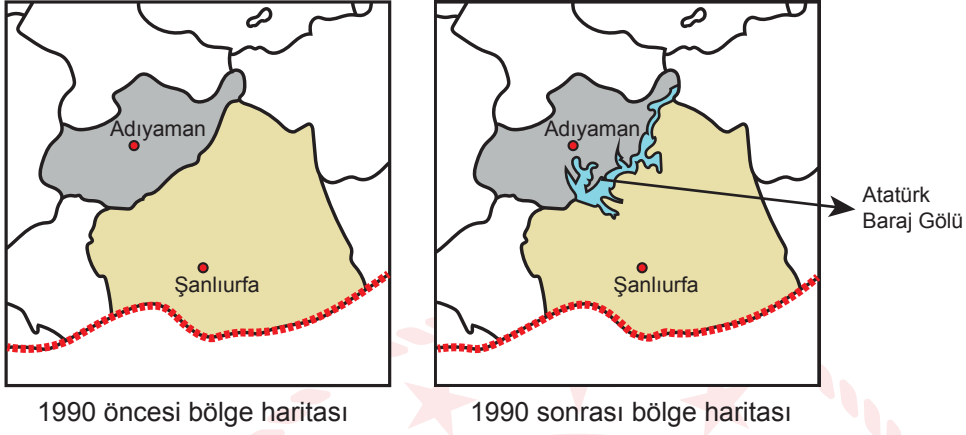 Adıyaman
Şanlıurfa
1990 öncesi bölge haritası
Adıyaman
Şanlıurfa
Atatürk
Baraj Gölü
1990 sonrası bölge haritası